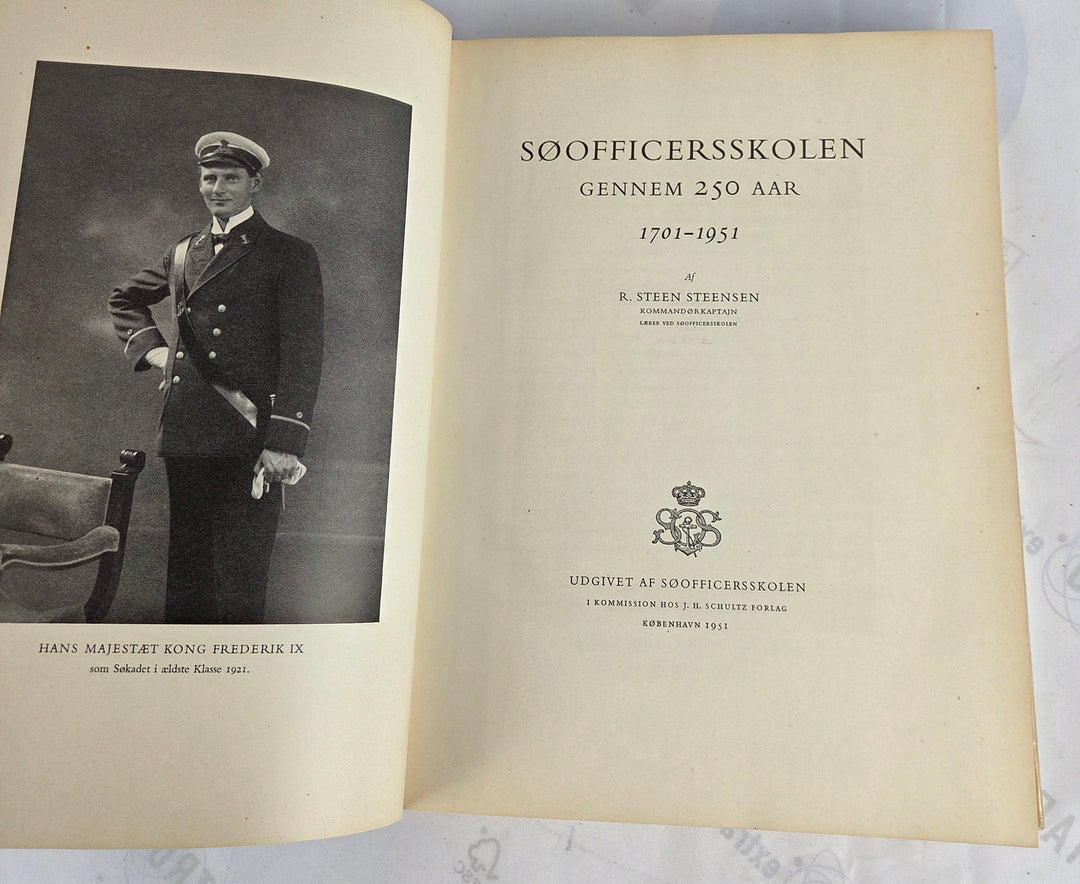 HANS MAJESTÆT KONG FREDERIK IX
som Søkadet i ældste Klasse 1921.
SØOFFICERSSKOLEN
GENNEM 250 AAR
1701-1951
Af
R. STEEN STEENSEN
KOMMANDØRKAPTAJN
LÆRER VED SØOFFICERSSKOLEN
SOS
UDGIVET AF SØOFFICERSSKOLEN
I KOMMISSION HOS J. H. SCHULTZ FORLAG
KØBENHAVN 1951